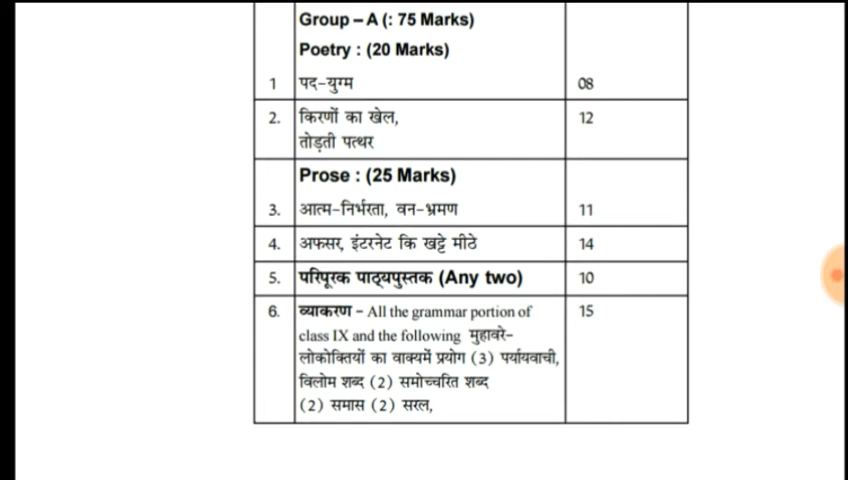 Group – A (: 75 Marks)
Poetry : (20 Marks)
1 पद-युग्म 08
2. किरणों का खेल, 12
तोड़ती पत्थर
Prose : (25 Marks)
3. आत्म-निर्भरता, वन-भ्रमण 11
4. अफसर, इंटरनेट कि खट्टे मीठे 14
5. परिपूरक पाठ्यपुस्तक (Any two) 10
6. व्याकरण – All the grammar portion of 15
class IX and the following मुहावरे-
लोकोक्तियों का वाक्यमें प्रयोग (3) पर्यायवाची,
विलोम शब्द (2) समोच्चरित शब्द
(2) समास (2) सरल,